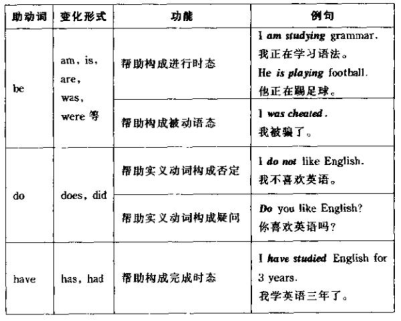 助动词 变化形式 功能 例句
be
am, is,
are,
was,
were 等
帮助构成进行时态
I am studying grammar.
我正在学习语法。
He is playing football.
他正在踢足球。
帮助构成被动语态
I was cheated.
我被骗了。
do
does, did
帮助实义动词构成否定
I do not like English.
我不喜欢英语。
帮助实义动词构成疑问
Do you like English?
你喜欢英语吗?
have
has, had
帮助构成完成时态
I have studied English for
3 years.
我学英语三年了。